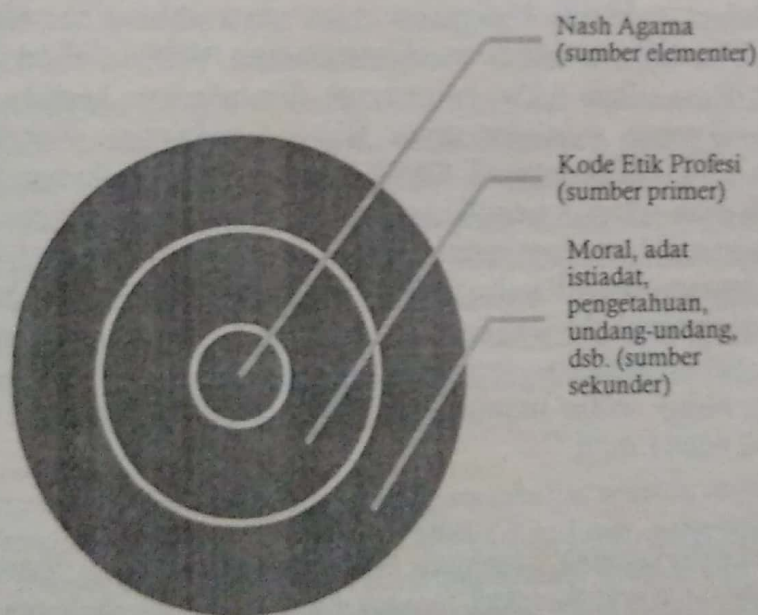 Nash Agama
(sumber elementer)
Kode Etik Profesi
(sumber primer)
Moral, adat
istiadat,
pengetahuan,
undang-undang,
dsb. (sumber
sekunder)